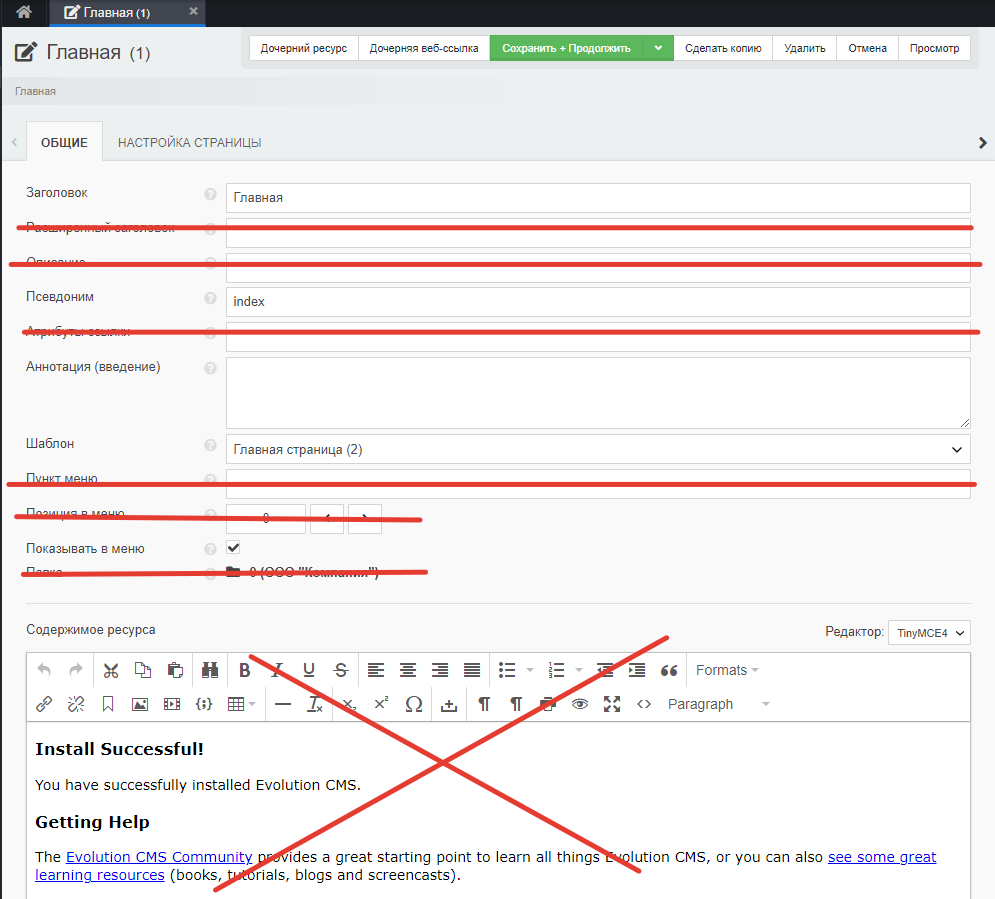 Главная (1)
Главная (1)
Дочерний ресурс Дочерняя веб-ссылка Сохранить + Продолжить Сделать копию Удалить Отмена Просмотр
Главная
ОБЩИЕ НАСТРОЙКА СТРАНИЦЫ
Заголовок Главная
Расширенный заголовок
Описание
Псевдоним index
Атрибуты ссылки
Аннотация (введение)
Шаблон Главная страница (2)
Пункт меню
Позиция в меню 0
Показывать в меню
Папка 0 (ООО "Компания")
Содержимое ресурса Редактор: TinyMCE4
Formats
Paragraph
Install Successful!
You have successfully installed Evolution CMS.
Getting Help
The Evolution CMS Community provides a great starting point to learn all things Evolution CMS, or you can also see some great
learning resources (books, tutorials, blogs and screencasts).